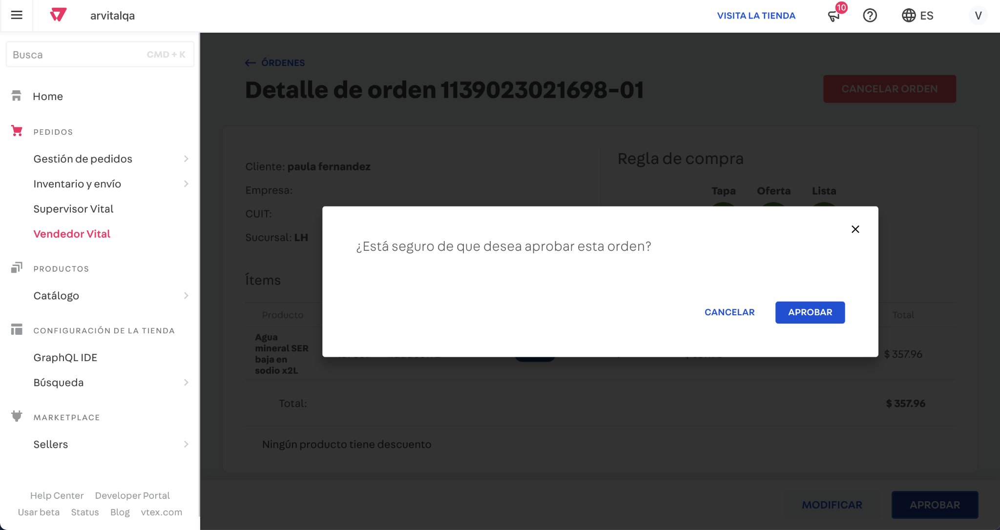 arvitalqa
VISITA LA TIENDA
10
ES
V
Busca
CMD + K
Home
PEDIDOS
Gestión de pedidos
Inventario y envío
Supervisor Vital
Vendedor Vital
PRODUCTOS
Catálogo
CONFIGURACIÓN DE LA TIENDA
GraphQL IDE
Búsqueda
MARKETPLACE
Sellers
Help Center Developer Portal
Usar beta Status Blog vtex.com
ÓRDENES
Detalle de orden 1139023021698-01
CANCELAR ORDEN
Cliente: paula fernandez
Empresa:
CUIT:
Sucursal: LH
Regla de compra
Tapa Oferta Lista
¿Está seguro de que desea aprobar esta orden?
CANCELAR
APROBAR
Ítems
Producto
Total
Agua
mineral SER
baja en
sodio x2L
$ 357.96
Total:
$ 357.96
Ningún producto tiene descuento
MODIFICAR
APROBAR